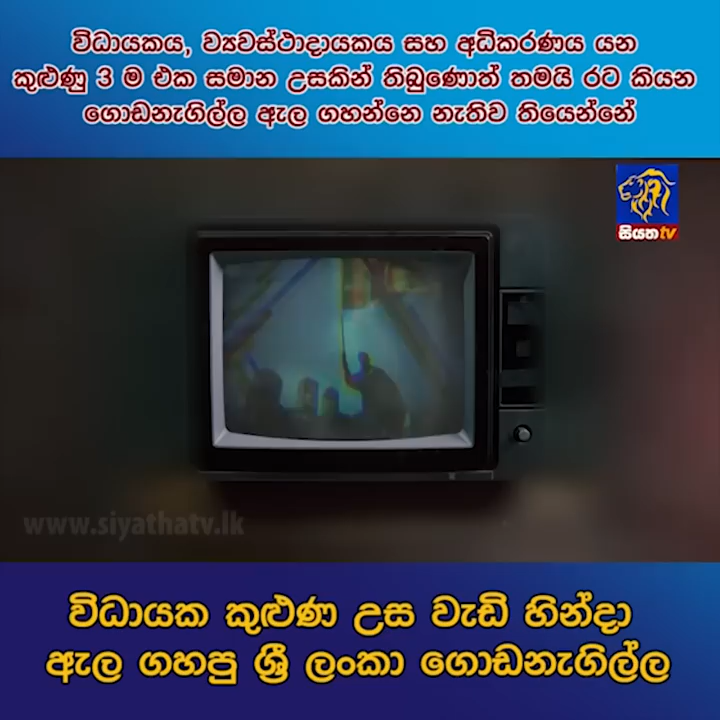 විධායකය, ව්‍යවස්ථාදායකය සහ අධිකරණය යන
කුළුණු 3 ම එක සමාන උසකින් තිබුණොත් තමයි රට කියන
ගොඩනැගිල්ල ඇල ගහන්නෙ නැතිව තියෙන්නේ
සියත tv
www.siyathatv.lk
විධායක කුළුණ උස වැඩි හින්දා
ඇල ගහපු ශ්‍රී ලංකා ගොඩනැගිල්ල